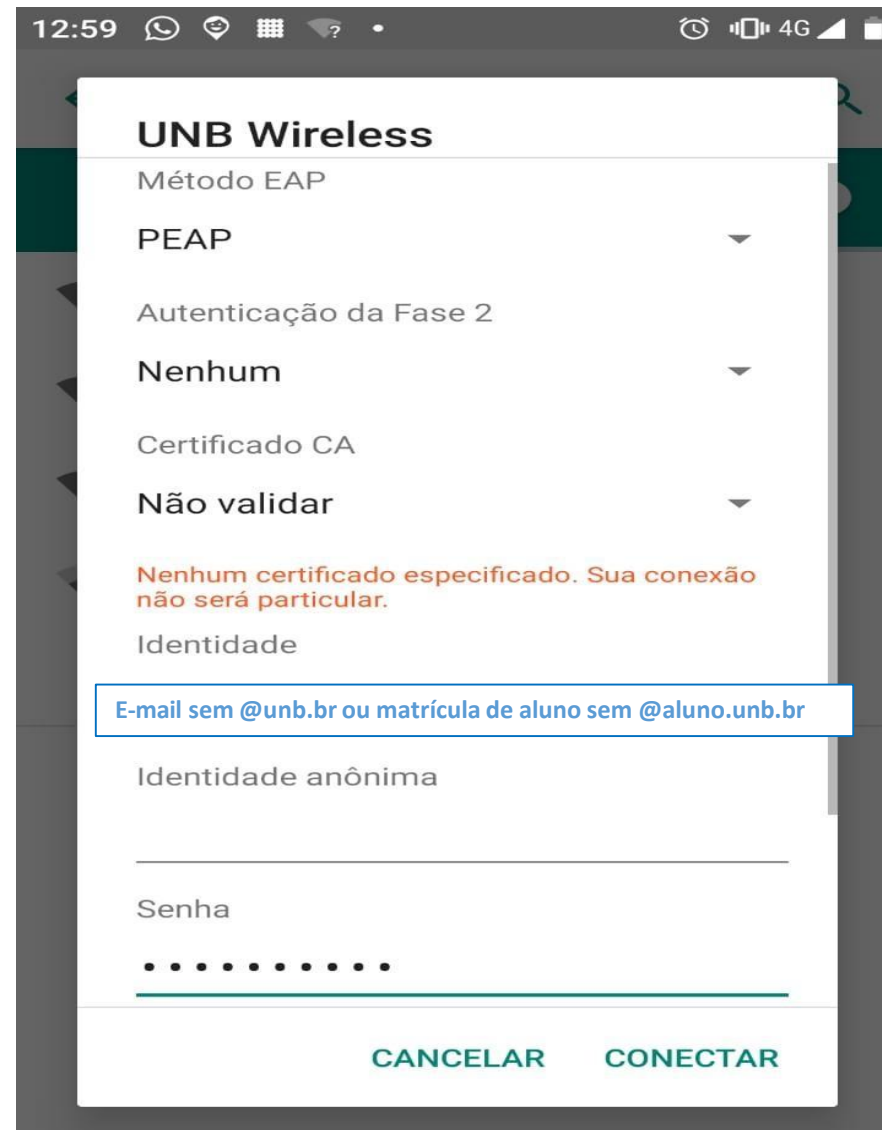 12:59
? 4G
UNB Wireless
Método EAP
PEAP
Autenticação da Fase 2
Nenhum
Certificado CA
Não validar
Nenhum certificado especificado. Sua conexão
não será particular.
Identidade
E-mail sem @unb.br ou matrícula de aluno sem @aluno.unb.br
Identidade anônima
Senha
••••••••••
CANCELAR CONECTAR